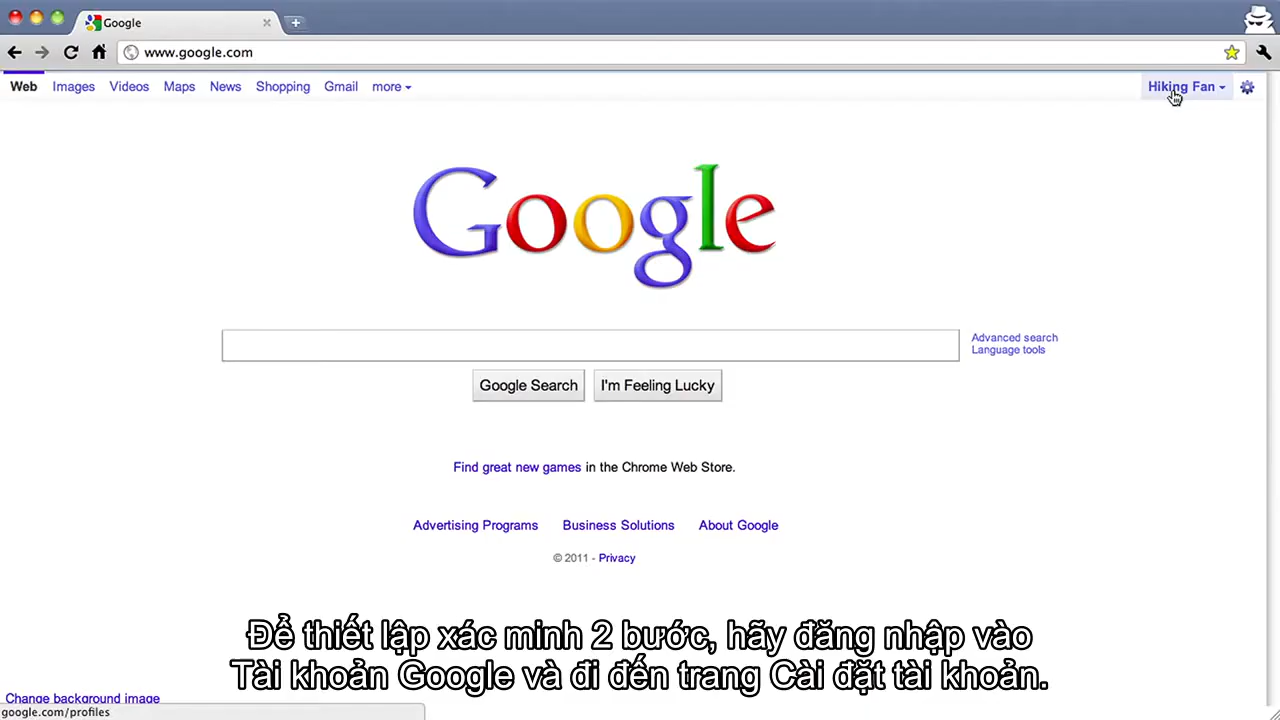 Google
www.google.com
Web Images Videos Maps News Shopping Gmail more
Hiking Fan
Google
Advanced search
Language tools
Google Search I'm Feeling Lucky
Find great new games in the Chrome Web Store.
Advertising Programs Business Solutions About Google
© 2011 - Privacy
Để thiết lập xác minh 2 bước, hãy đăng nhập vào
Tài khoản Google và đi đến trang Cài đặt tài khoản.
Change background image
google.com/profiles